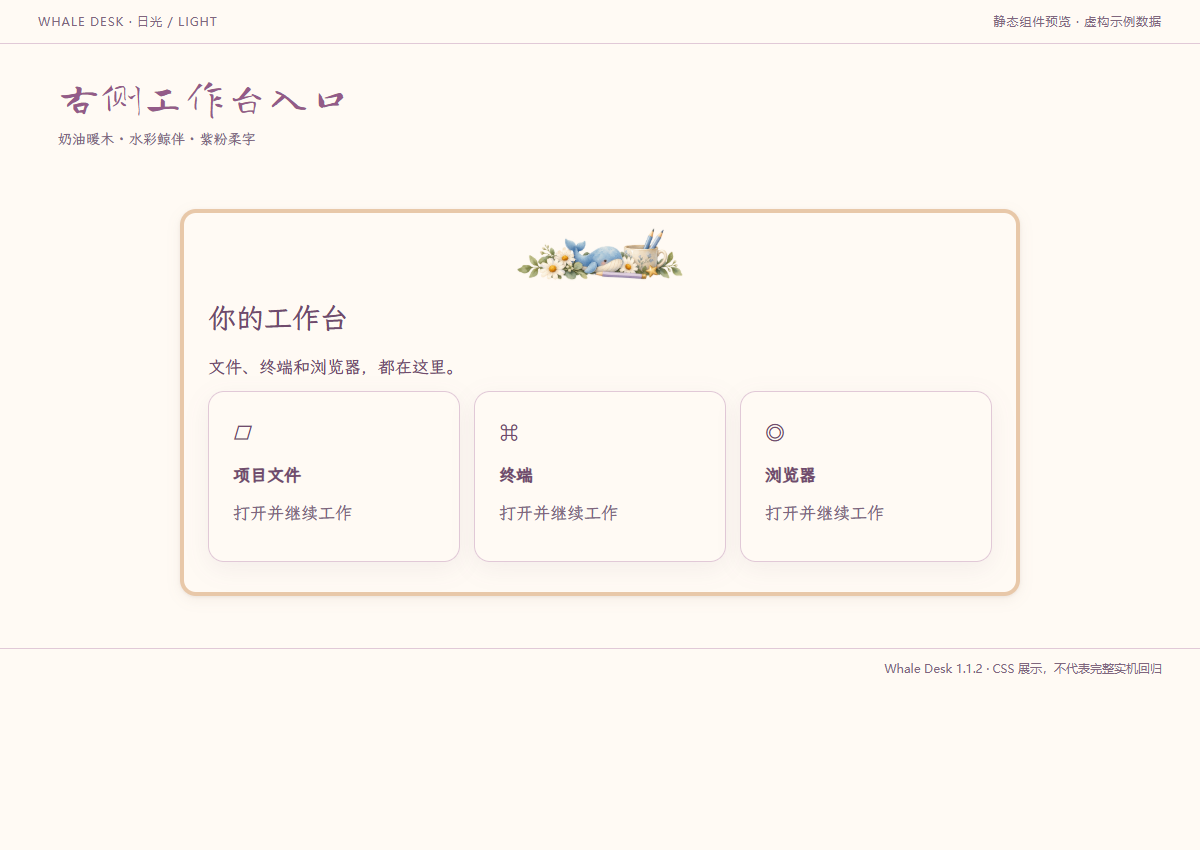 WHALE DESK · 日光 / LIGHT
静态组件预览 · 虚构示例数据
右侧工作台入口
奶油暖木 · 水彩鲸伴 · 紫粉柔字
你的工作台
文件、终端和浏览器，都在这里。
▱ ⌘ ◎
项目文件 终端 浏览器
打开并继续工作 打开并继续工作 打开并继续工作
Whale Desk 1.1.2 · CSS 展示，不代表完整实机回归